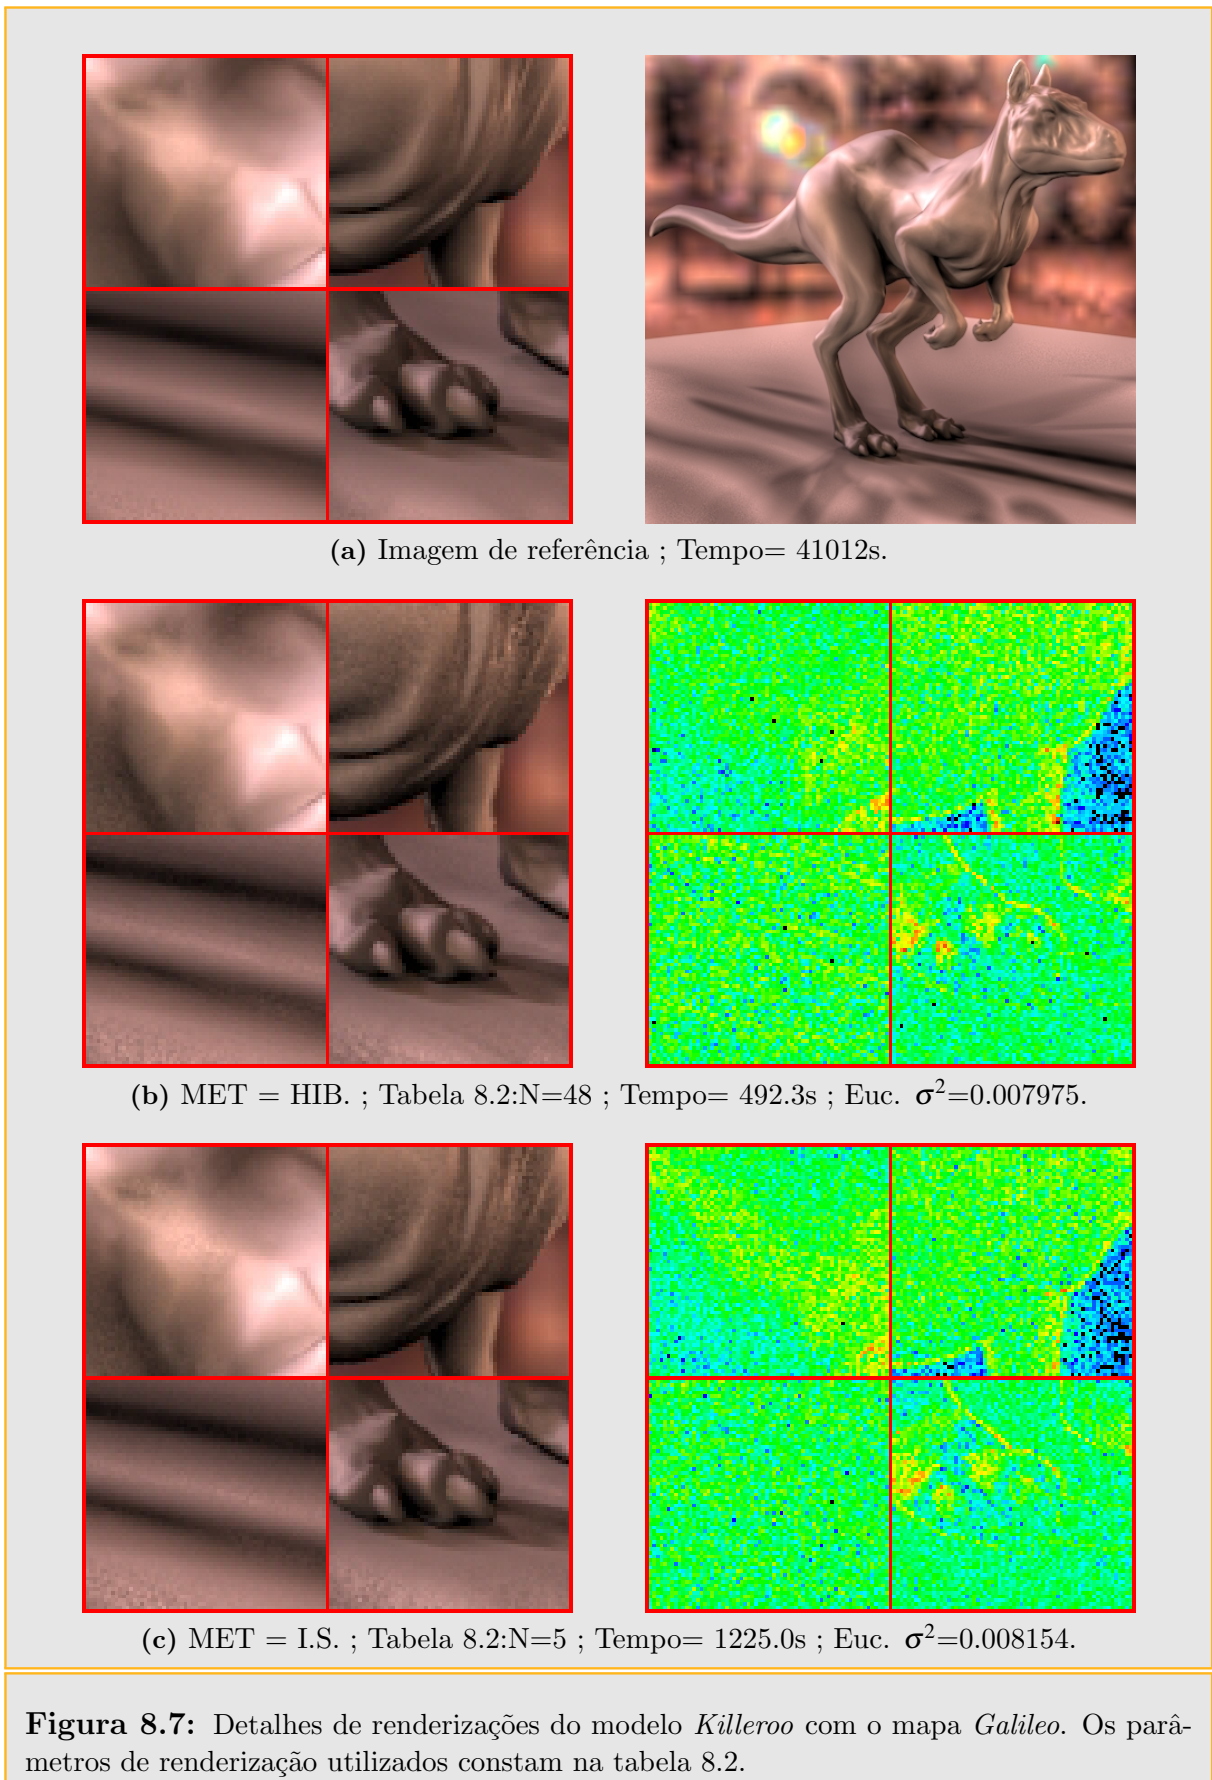 (a) Imagem de referência ; Tempo= 41012s.
(b) MET = HIB. ; Tabela 8.2:N=48 ; Tempo= 492.3s ; Euc. σ²=0.007975.
(c) MET = I.S. ; Tabela 8.2:N=5 ; Tempo= 1225.0s ; Euc. σ²=0.008154.
Figura 8.7: Detalhes de renderizações do modelo Killeroo com o mapa Galileo. Os parâ-
metros de renderização utilizados constam na tabela 8.2.